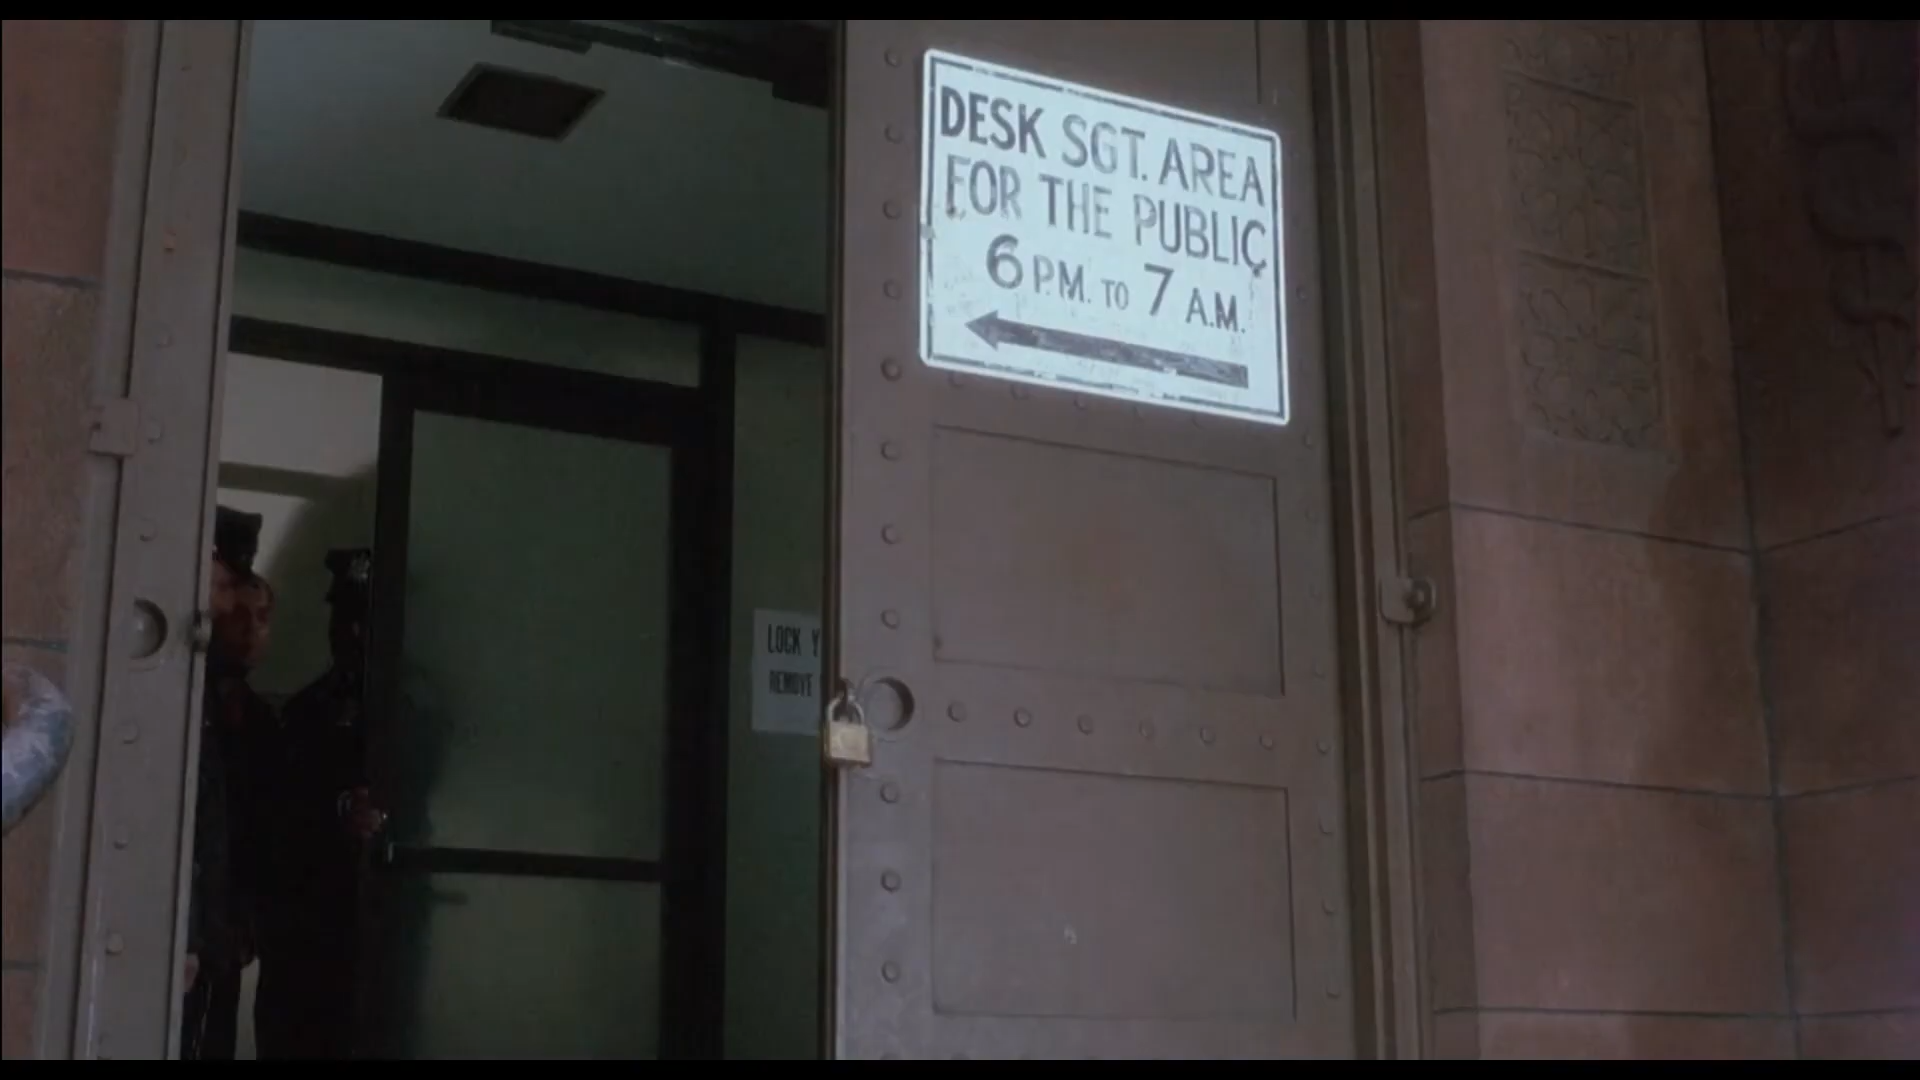 DESK SGT. AREA
FOR THE PUBLIC
6 P.M. TO 7 A.M.
LOCK Y
REMOVE